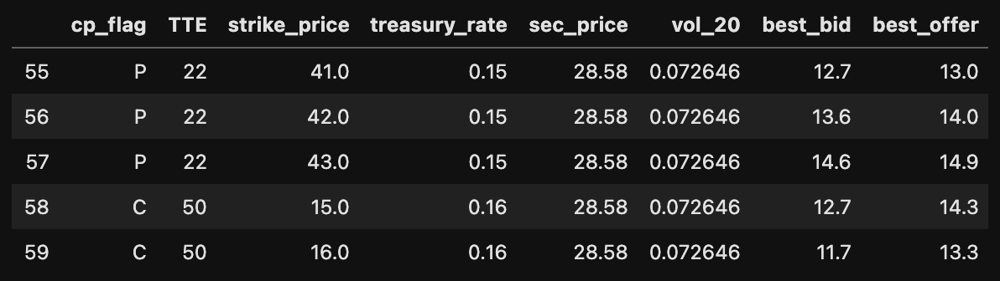 cp_flag TTE strike_price treasury_rate sec_price vol_20 best_bid best_offer
55 P 22 41.0 0.15 28.58 0.072646 12.7 13.0
56 P 22 42.0 0.15 28.58 0.072646 13.6 14.0
57 P 22 43.0 0.15 28.58 0.072646 14.6 14.9
58 C 50 15.0 0.16 28.58 0.072646 12.7 14.3
59 C 50 16.0 0.16 28.58 0.072646 11.7 13.3